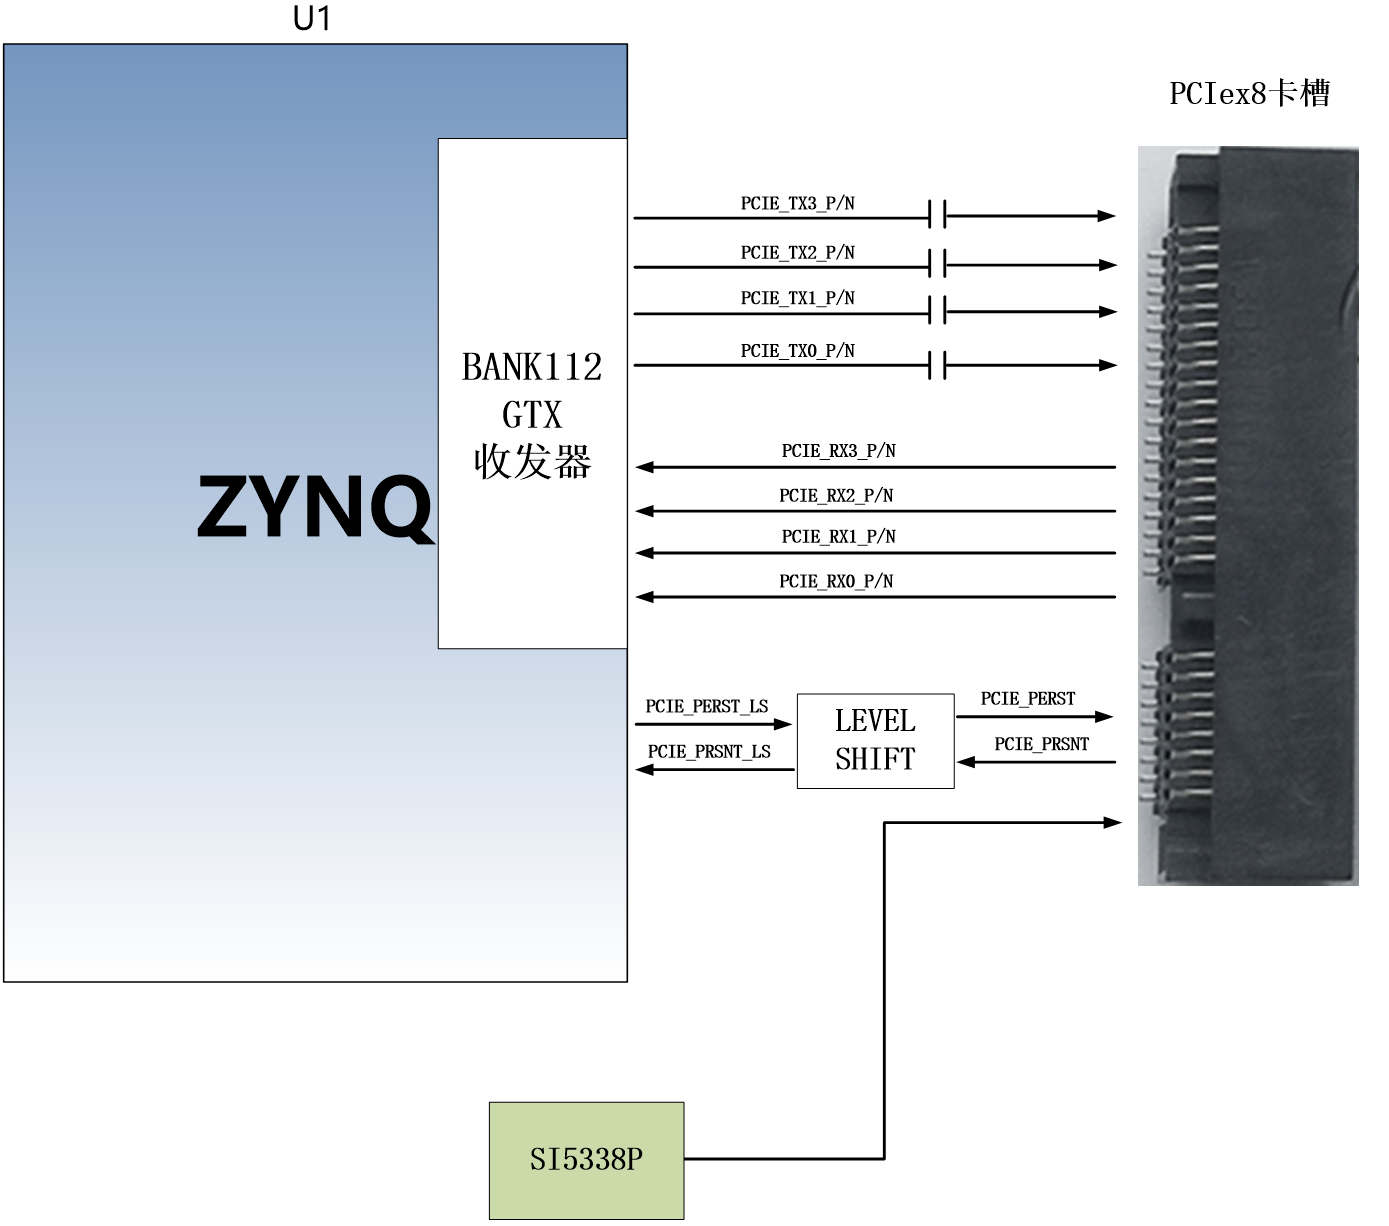 U1
PCIex8卡槽
PCIE_TX3_P/N
PCIE_TX2_P/N
PCIE_TX1_P/N
PCIE_TX0_P/N
BANK112
GTX
收发器
ZYNQ
PCIE_RX3_P/N
PCIE_RX2_P/N
PCIE_RX1_P/N
PCIE_RX0_P/N
PCIE_PERST_LS
PCIE_PRSNT_LS
LEVEL
SHIFT
PCIE_PERST
PCIE_PRSNT
SI5338P